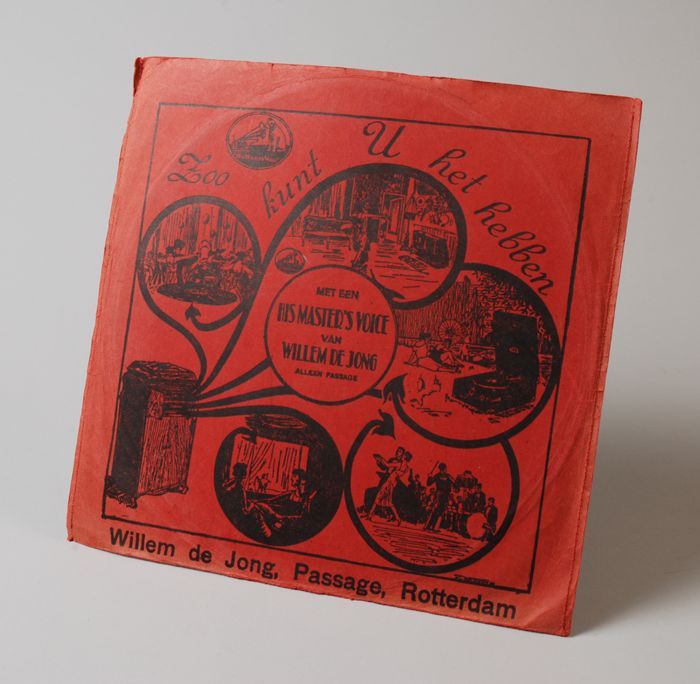 Zoo kunt U het hebben
MET EEN
HIS MASTER'S VOICE
VAN
WILLEM DE JONG
ALLEEN PASSAGE
Willem de Jong, Passage, Rotterdam